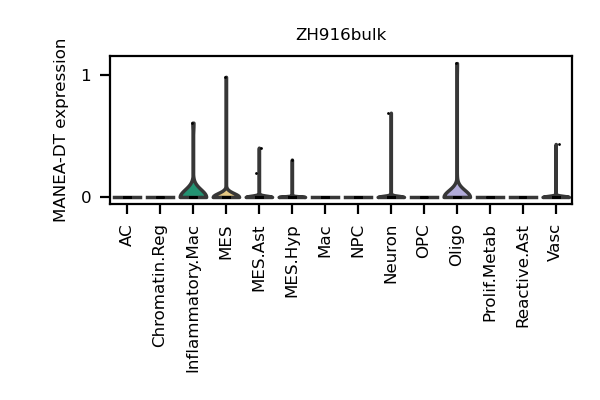 ZH916bulk
MANEA-DT expression
1
0
AC
Chromatin.Reg
Inflammatory.Mac
MES
MES.Ast
MES.Hyp
Mac
NPC
Neuron
OPC
Oligo
Prolif.Metab
Reactive.Ast
Vasc